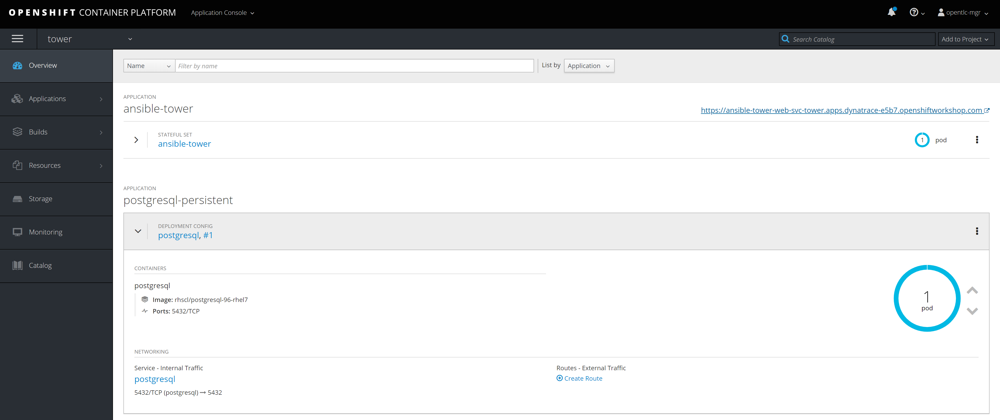 OPENSHIFT CONTAINER PLATFORM
Application Console
opentlc-mgr
tower
Search Catalog
Add to Project
Overview
Applications
Builds
Resources
Storage
Monitoring
Catalog
Name
Filter by name
List by
Application
APPLICATION
ansible-tower
https://ansible-tower-web-svc-tower.apps.dynatrace-e5b7.openshiftworkshop.com
STATEFUL SET
ansible-tower
1
pod
APPLICATION
postgresql-persistent
DEPLOYMENT CONFIG
postgresql, #1
CONTAINERS
postgresql
Image: rhscl/postgresql-96-rhel7
Ports: 5432/TCP
1
pod
NETWORKING
Service - Internal Traffic
postgresql
5432/TCP (postgresql) → 5432
Routes - External Traffic
Create Route